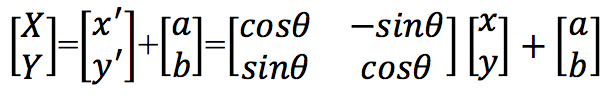 [X Y] = [x′ y′] + [a b] = [cosθ −sinθ sinθ cosθ] [x y] + [a b]